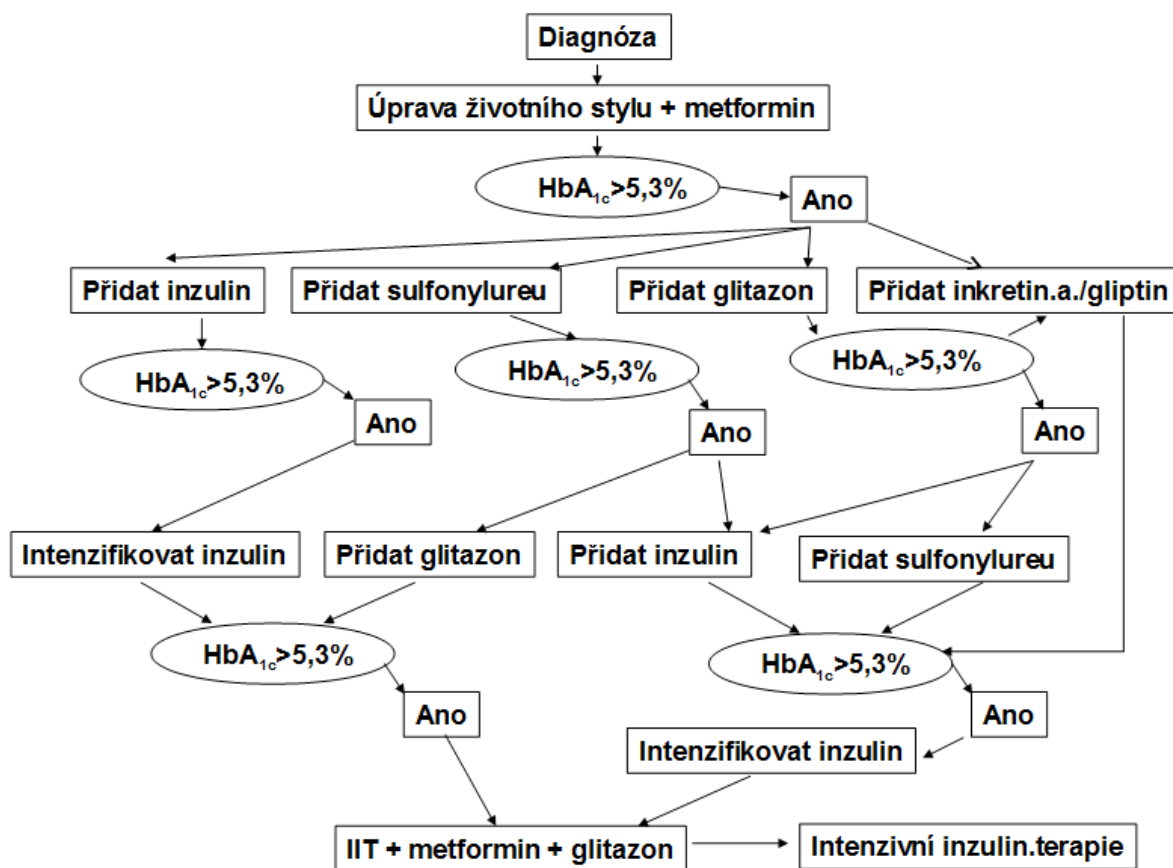 Diagnóza
Úprava životního stylu + metformin
HbA1c>5,3%
Ano
Přidat inzulin
Přidat sulfonylureu
Přidat glitazon
Přidat inkretin.a./gliptin
HbA1c>5,3%
HbA1c>5,3%
HbA1c>5,3%
Ano
Ano
Ano
Intenzifikovat inzulin
Přidat glitazon
Přidat inzulin
Přidat sulfonylureu
HbA1c>5,3%
HbA1c>5,3%
Ano
Ano
Intenzifikovat inzulin
IIT + metformin + glitazon
Intenzivní inzulin.terapie